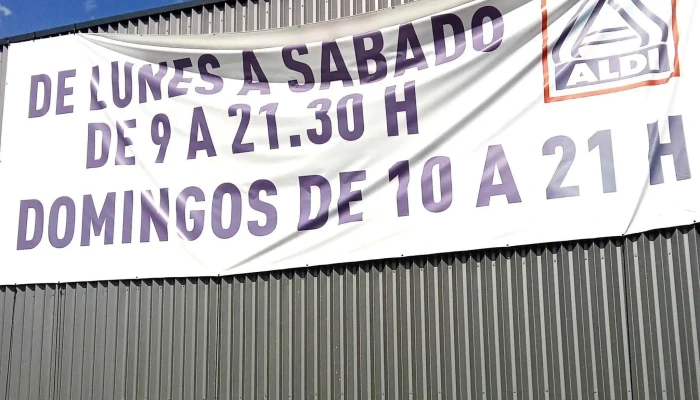 DE LUNES A SABADO
DE 9 A 21.30 H
DOMINGOS DE 10 A 21 H
ALDI